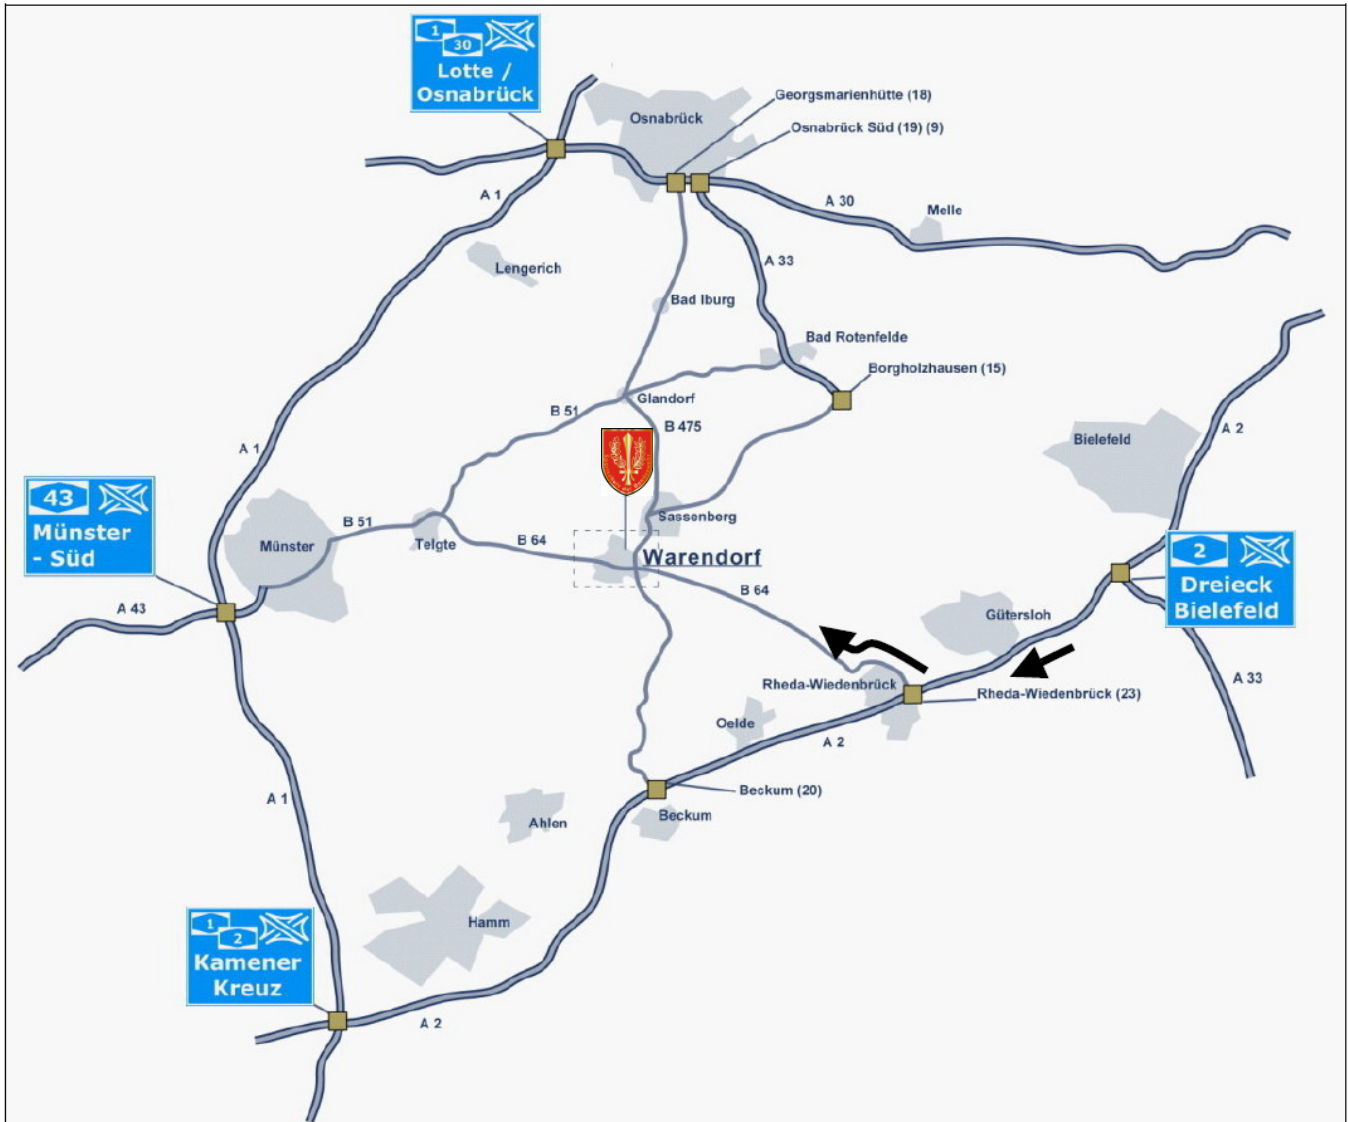 1
30
Lotte /
Osnabrück
Georgsmarienhütte (18)
Osnabrück
Osnabrück Süd (19) (9)
A 1
A 30
Melle
A 33
Lengerich
Bad Iburg
Bad Rotenfelde
Borgholzhausen (15)
Glandorf
B 51
B 475
A 1
Bielefeld
A 2
43
Münster
- Süd
Münster
B 51
Telgte
B 64
Sassenberg
Warendorf
B 64
2
Dreieck
Bielefeld
A 43
Gütersloh
A 33
Rheda-Wiedenbrück
Rheda-Wiedenbrück (23)
Oelde
A 2
A 1
Beckum (20)
Beckum
Ahlen
Hamm
1
2
Kamener
Kreuz
A 2